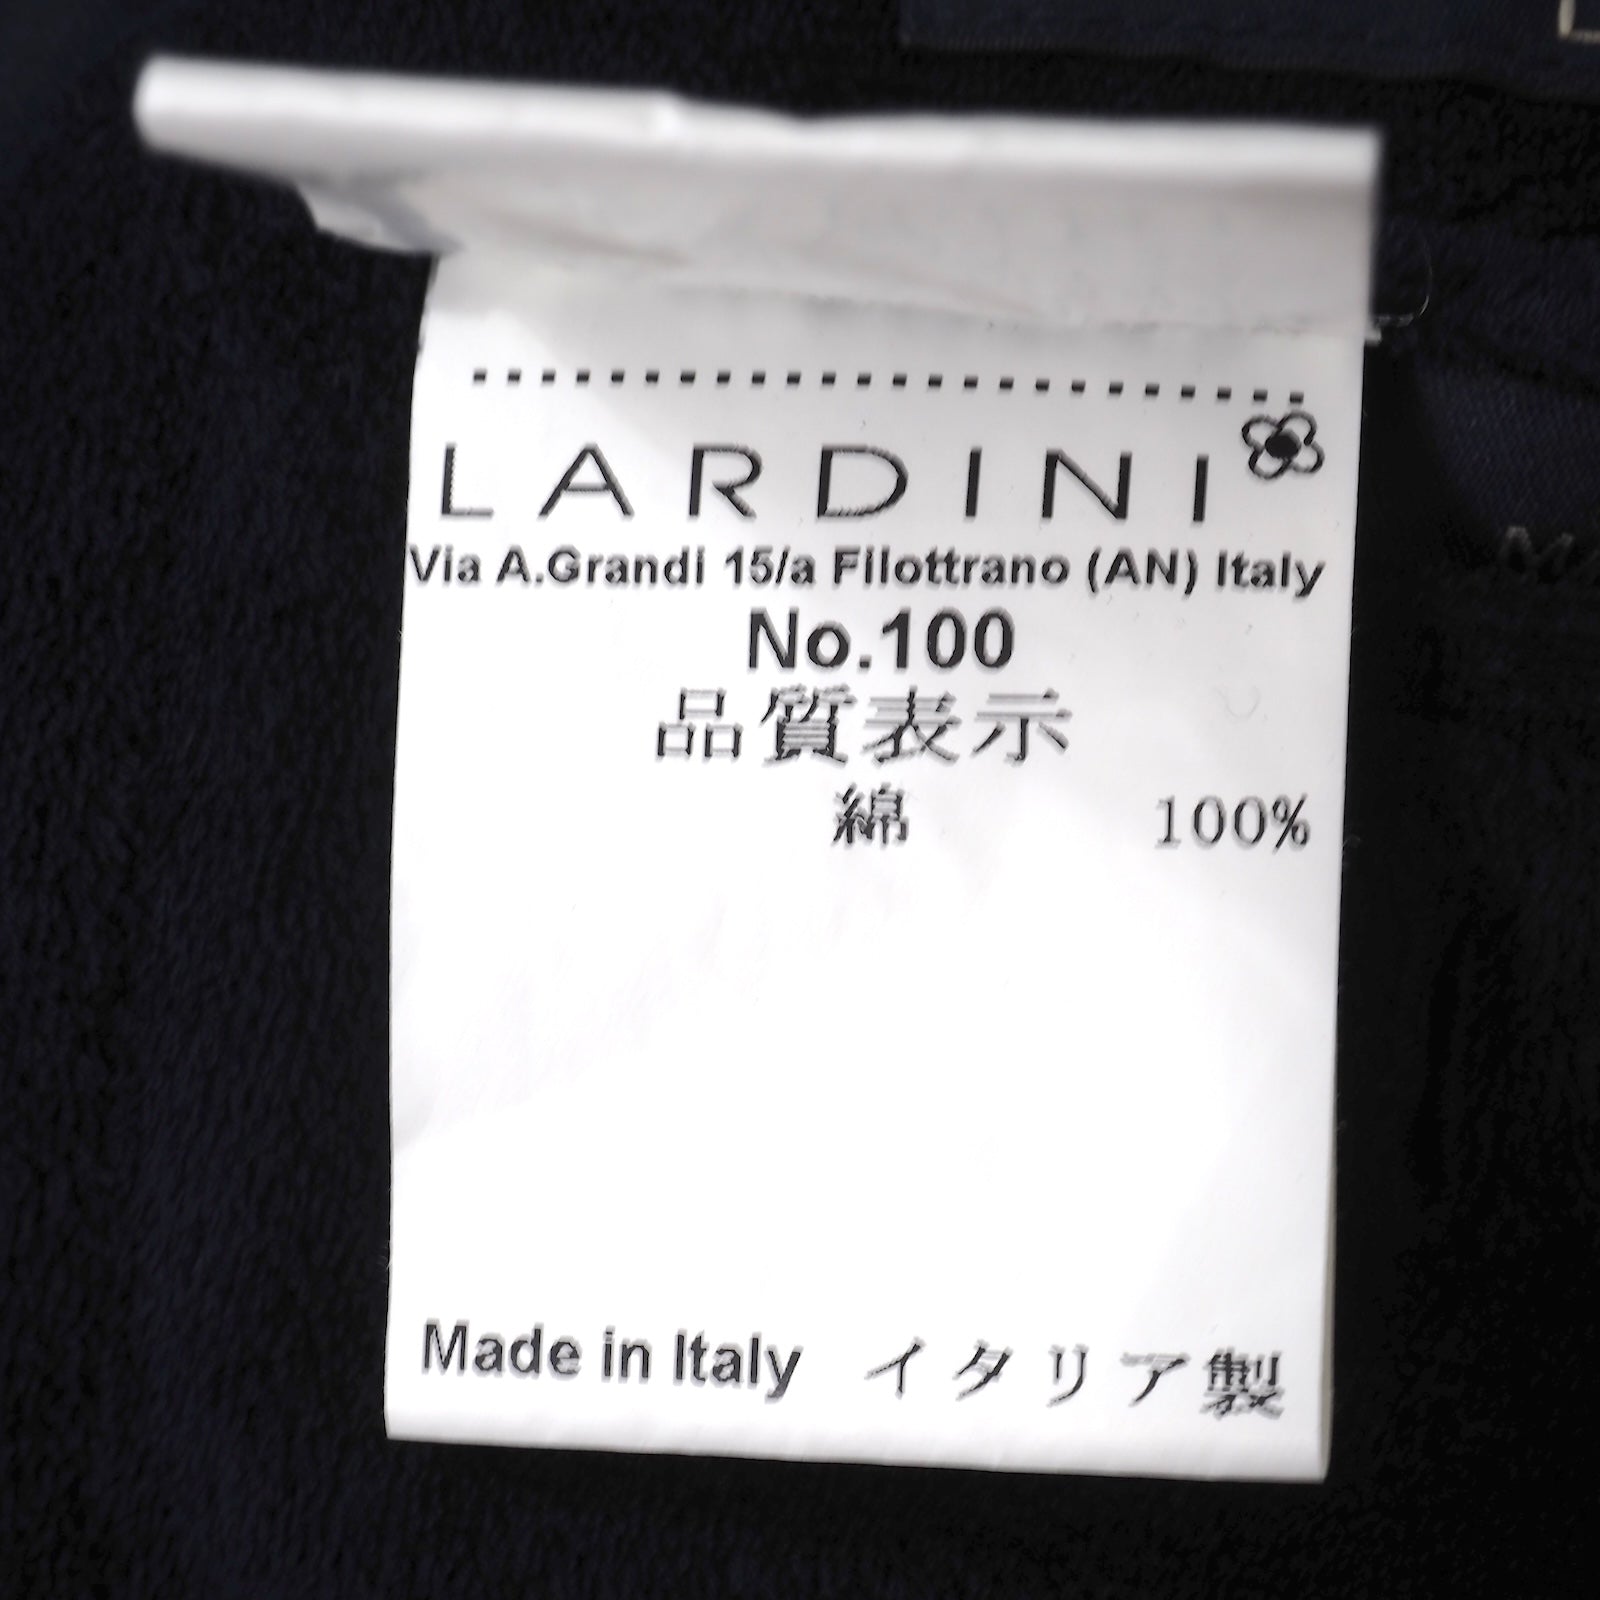 LARDINI
Via A.Grandi 15/a Filottrano (AN) Italy
No.100
品質表示
綿 100%
Made in Italy イタリア製